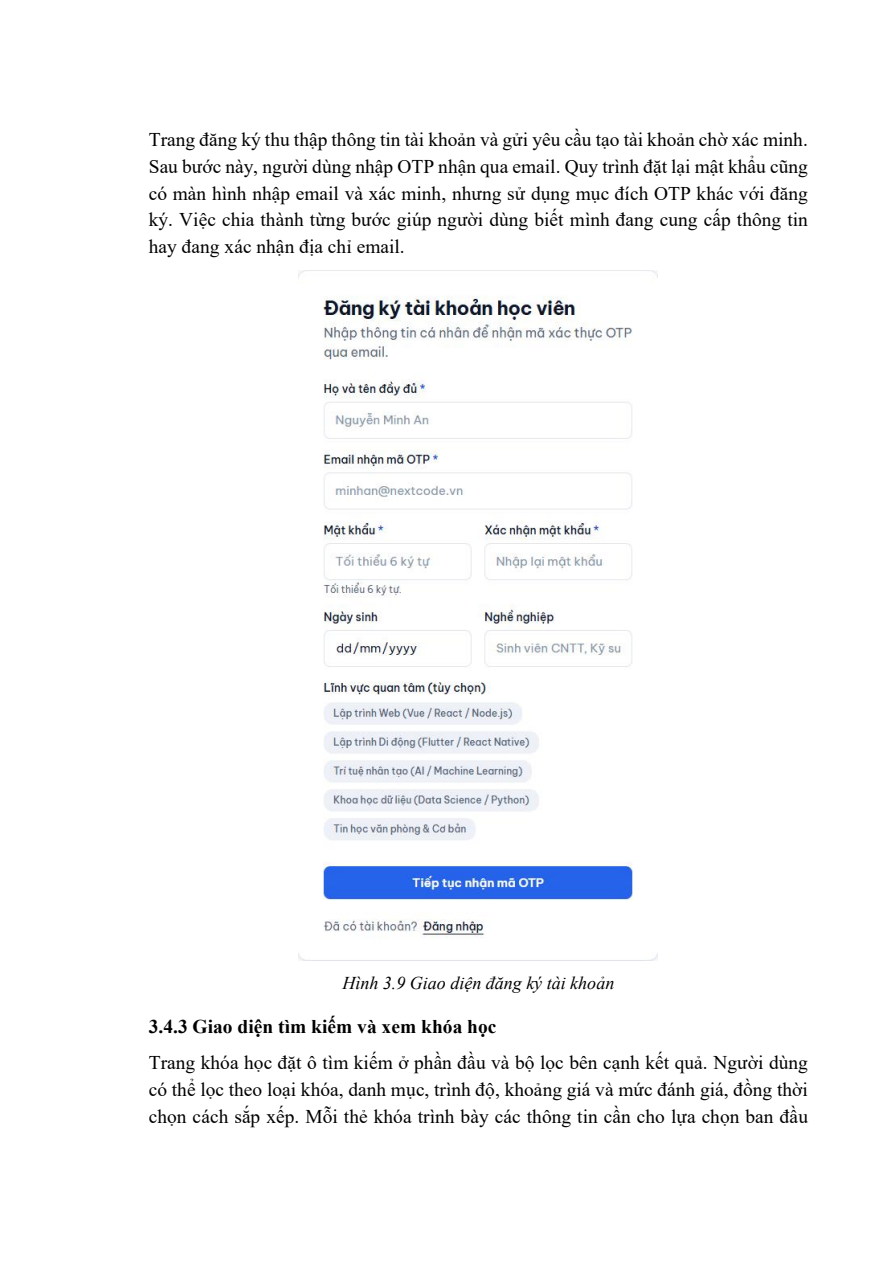 Trang đăng ký thu thập thông tin tài khoản và gửi yêu cầu tạo tài khoản chờ xác minh.
Sau bước này, người dùng nhập OTP nhận qua email. Quy trình đặt lại mật khẩu cũng
có màn hình nhập email và xác minh, nhưng sử dụng mục đích OTP khác với đăng
ký. Việc chia thành từng bước giúp người dùng biết mình đang cung cấp thông tin
hay đang xác nhận địa chỉ email.
Đăng ký tài khoản học viên
Nhập thông tin cá nhân để nhận mã xác thực OTP
qua email.
Họ và tên đầy đủ *
Nguyễn Minh An
Email nhận mã OTP *
minhan@nextcode.vn
Mật khẩu * Xác nhận mật khẩu *
Tối thiểu 6 ký tự Nhập lại mật khẩu
Tối thiểu 6 ký tự.
Ngày sinh Nghề nghiệp
dd/mm/yyyy Sinh viên CNTT, Kỹ su
Lĩnh vực quan tâm (tùy chọn)
Lập trình Web (Vue / React / Node.js)
Lập trình Di động (Flutter / React Native)
Trí tuệ nhân tạo (AI / Machine Learning)
Khoa học dữ liệu (Data Science / Python)
Tin học văn phòng & Cơ bản
Tiếp tục nhận mã OTP
Đã có tài khoản? Đăng nhập
Hình 3.9 Giao diện đăng ký tài khoản
3.4.3 Giao diện tìm kiếm và xem khóa học
Trang khóa học đặt ô tìm kiếm ở phần đầu và bộ lọc bên cạnh kết quả. Người dùng
có thể lọc theo loại khóa, danh mục, trình độ, khoảng giá và mức đánh giá, đồng thời
chọn cách sắp xếp. Mỗi thẻ khóa trình bày các thông tin cần cho lựa chọn ban đầu